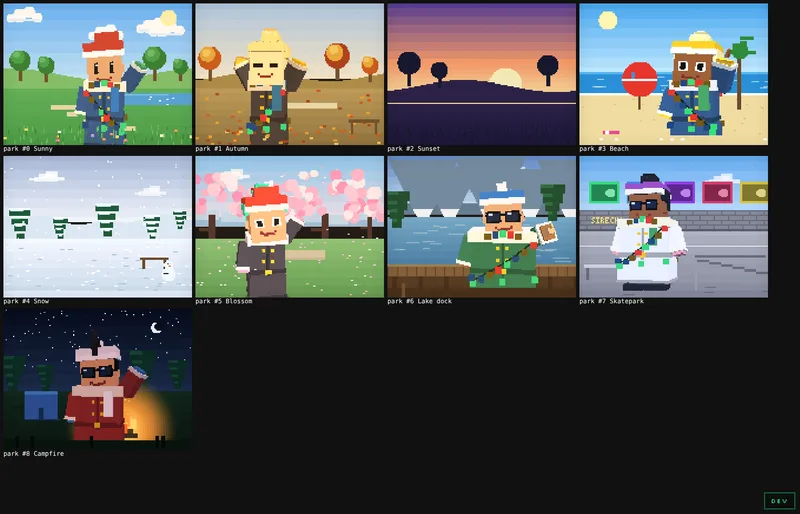 park #0 Sunny
park #1 Autumn
park #2 Sunset
park #3 Beach
park #4 Snow
park #5 Blossom
park #6 Lake dock
park #7 Skatepark
park #8 Campfire
DEV